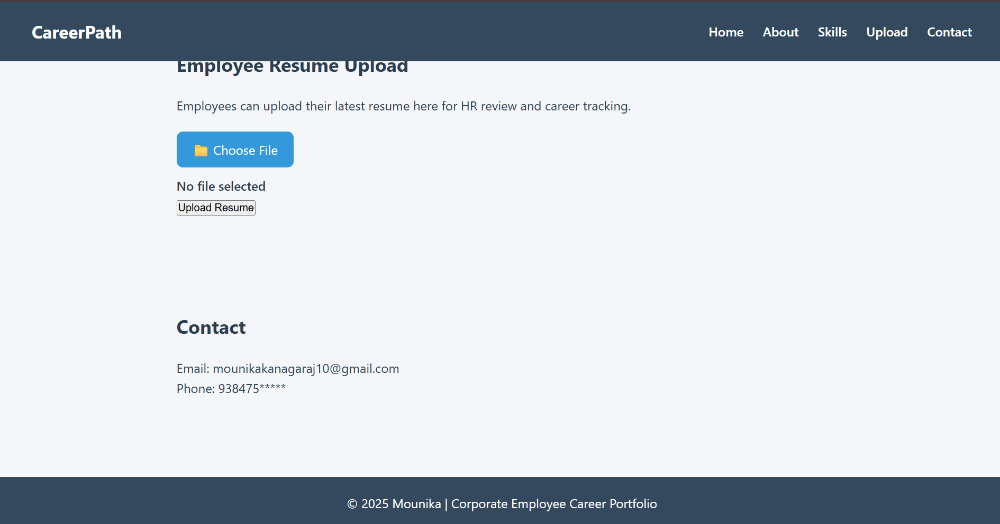 CareerPath
Home About Skills Upload Contact
Employee Resume Upload
Employees can upload their latest resume here for HR review and career tracking.
Choose File
No file selected
Upload Resume
Contact
Email: mounikakanagaraj10@gmail.com
Phone: 938475*****
© 2025 Mounika | Corporate Employee Career Portfolio